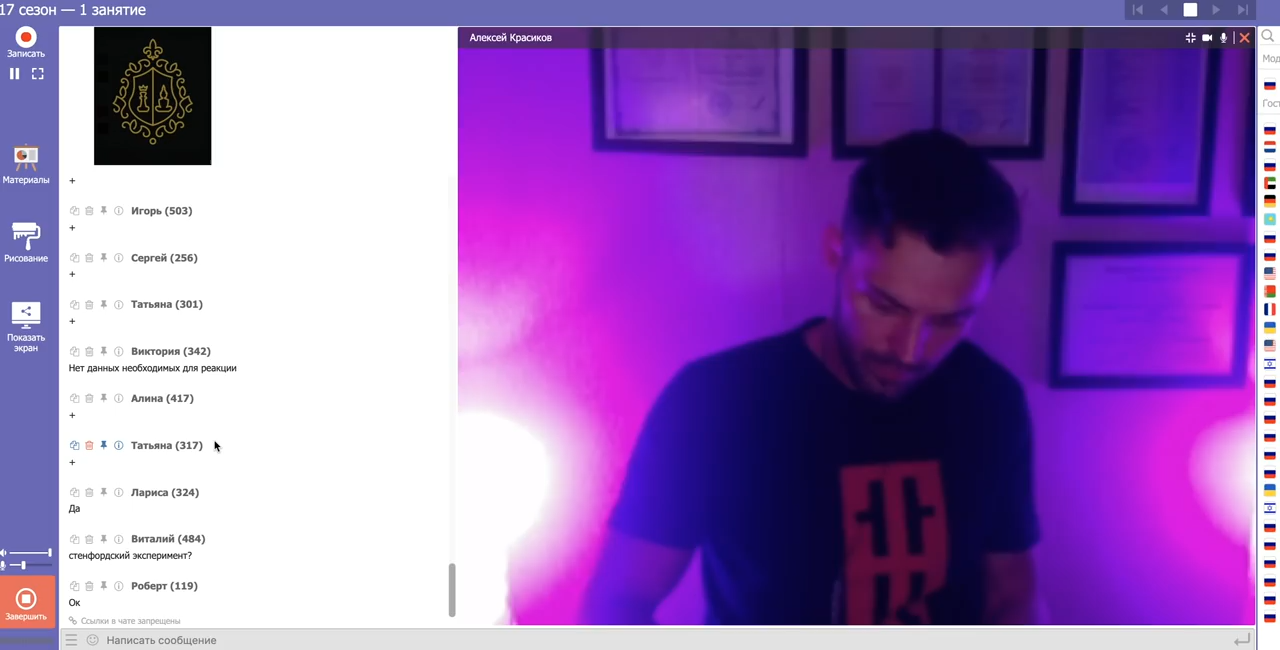 17 сезон — 1 занятие
Записать
Материалы
Рисование
Показать
экран
Завершить
+
Игорь (503)
+
Сергей (256)
+
Татьяна (301)
+
Виктория (342)
Нет данных необходимых для реакции
Алина (417)
+
Татьяна (317)
+
Лариса (324)
Да
Виталий (484)
стенфордский эксперимент?
Роберт (119)
Ок
Ссылки в чате запрещены
Написать сообщение
Алексей Красиков